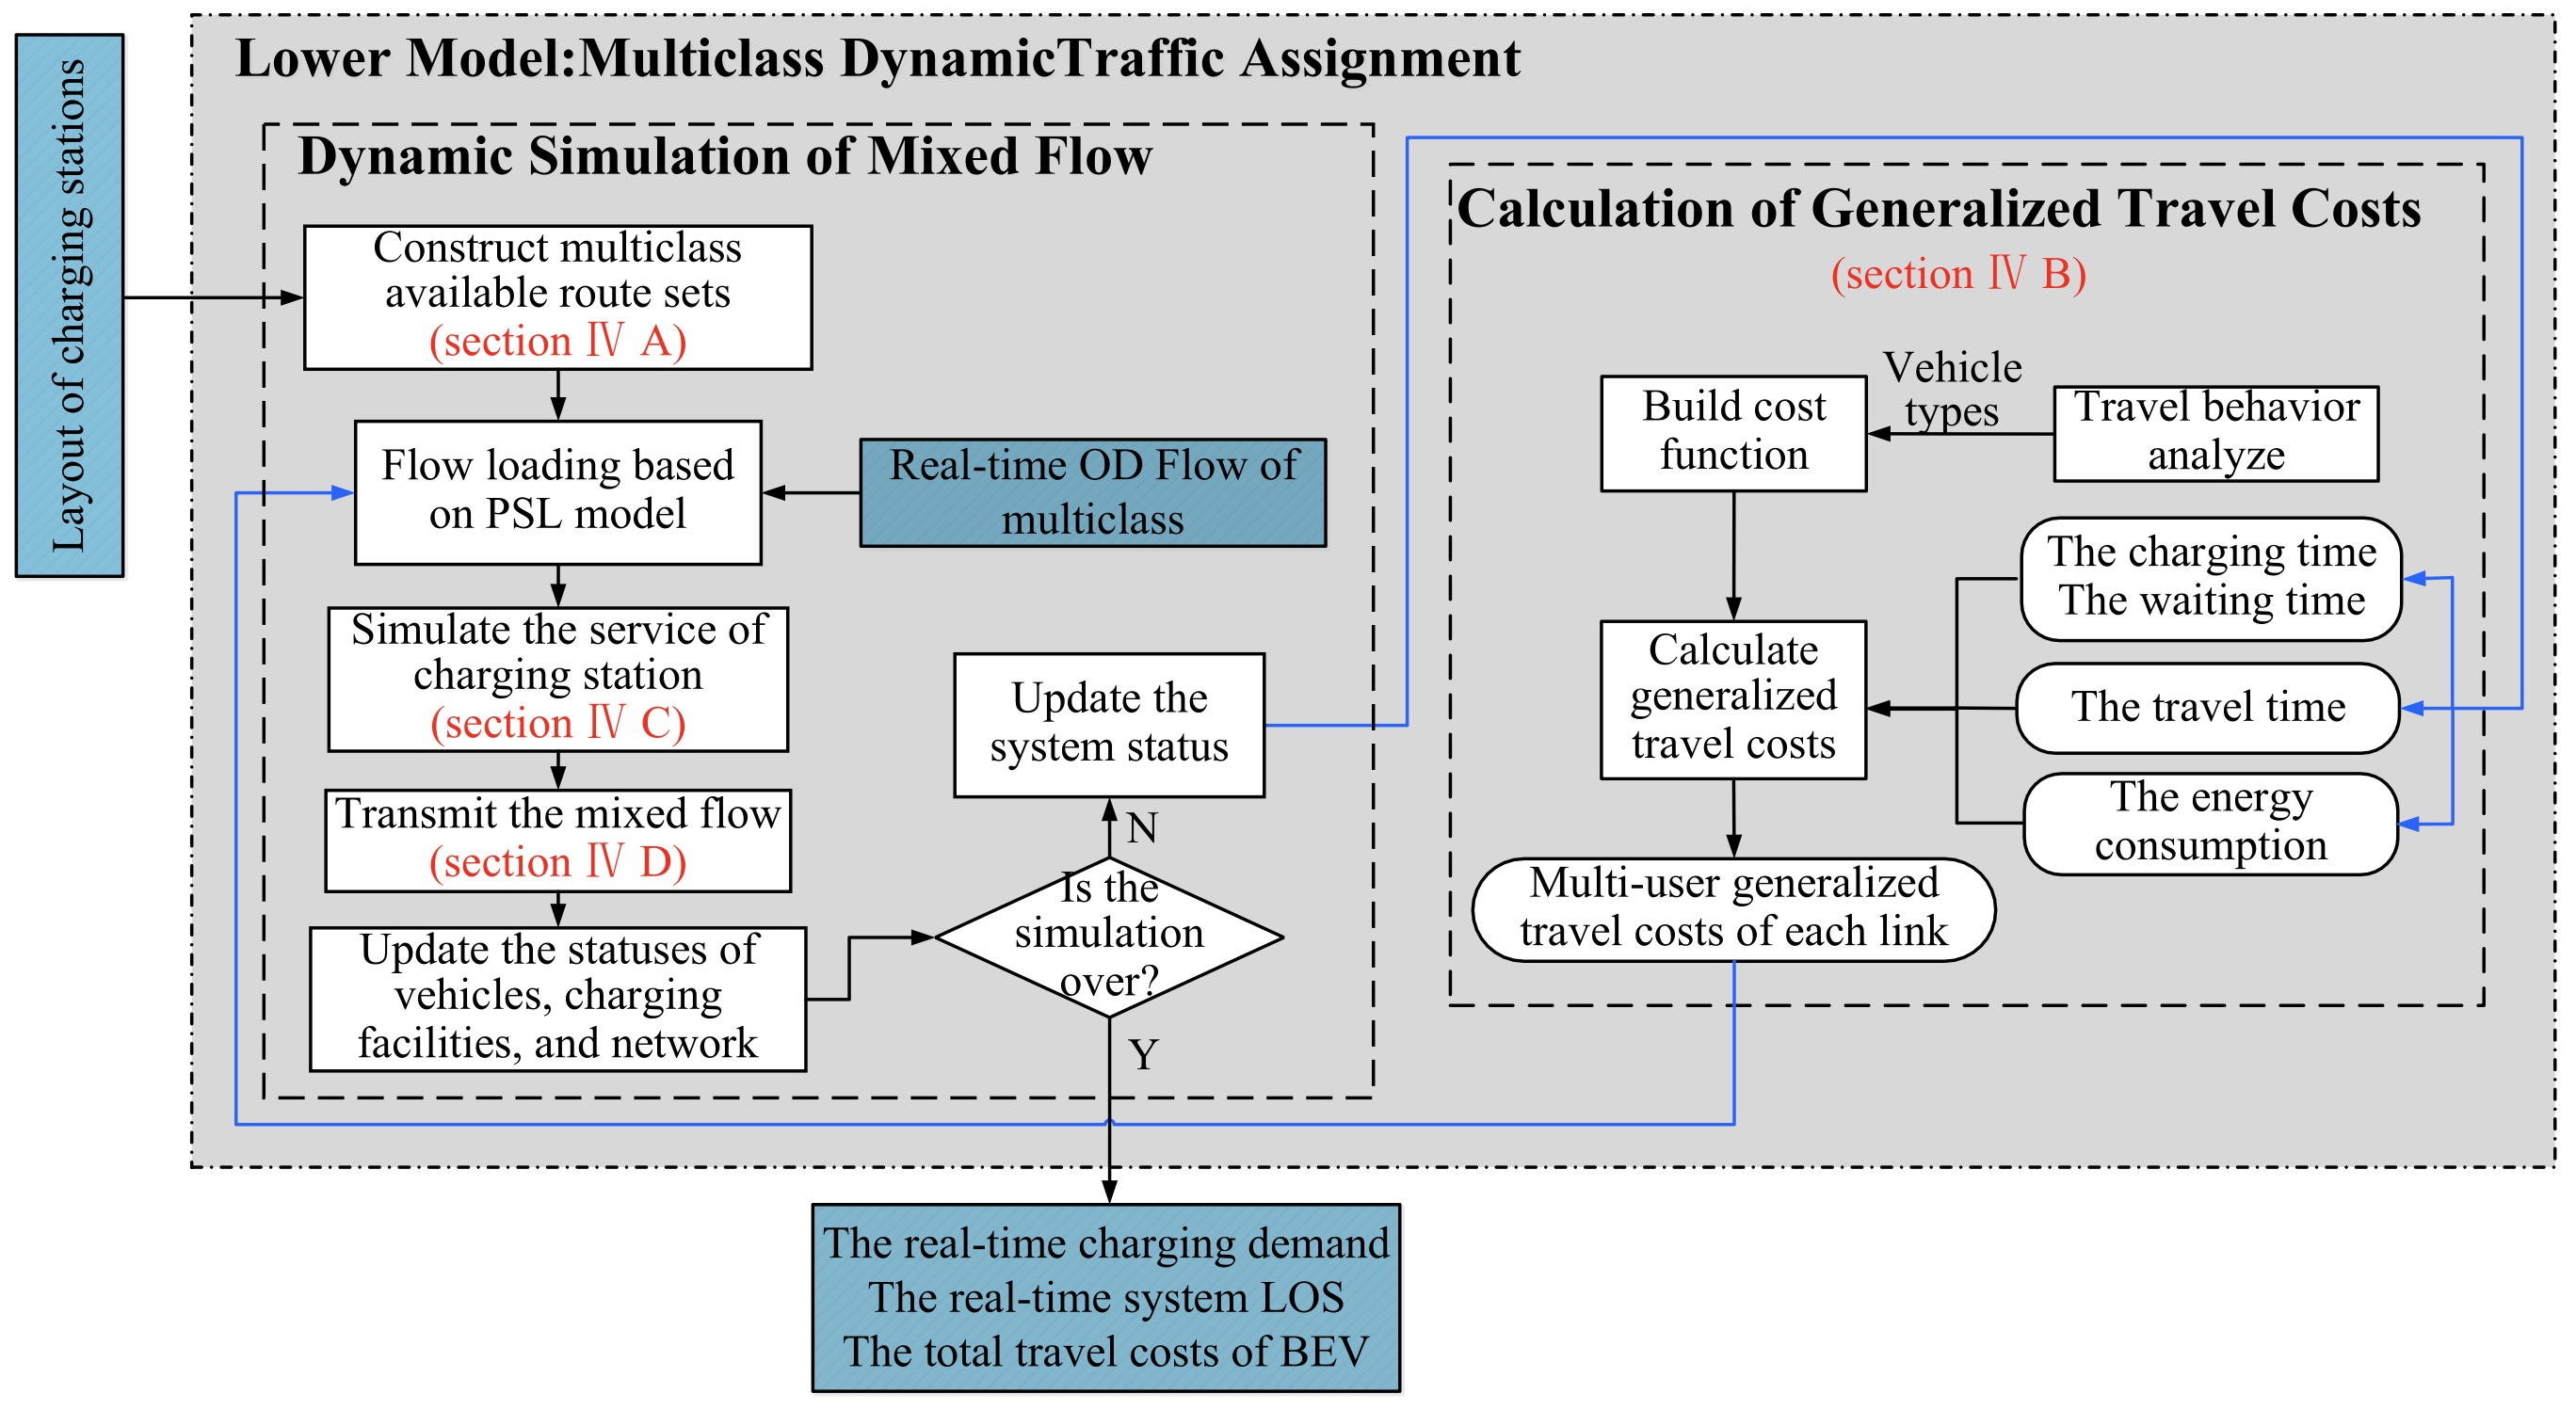 Layout of charging stations
Lower Model:Multiclass DynamicTraffic Assignment
Dynamic Simulation of Mixed Flow
Construct multiclass
available route sets
(section Ⅳ A)
Flow loading based
on PSL model
Real-time OD Flow of
multiclass
Simulate the service of
charging station
(section Ⅳ C)
Transmit the mixed flow
(section Ⅳ D)
Update the statuses of
vehicles, charging
facilities, and network
Update the
system status
N
Is the
simulation
over?
Y
Calculation of Generalized Travel Costs
(section Ⅳ B)
Build cost
function
Vehicle
types
Travel behavior
analyze
The charging time
The waiting time
Calculate
generalized
travel costs
The travel time
The energy
consumption
Multi-user generalized
travel costs of each link
The real-time charging demand
The real-time system LOS
The total travel costs of BEV